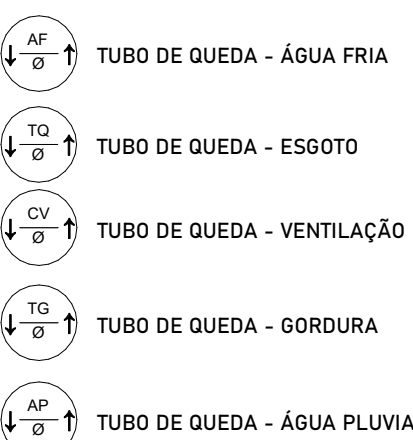 AF
Ø
TUBO DE QUEDA - ÁGUA FRIA
TQ
Ø
TUBO DE QUEDA - ESGOTO
CV
Ø
TUBO DE QUEDA - VENTILAÇÃO
TG
Ø
TUBO DE QUEDA - GORDURA
AP
Ø
TUBO DE QUEDA - ÁGUA PLUVIA